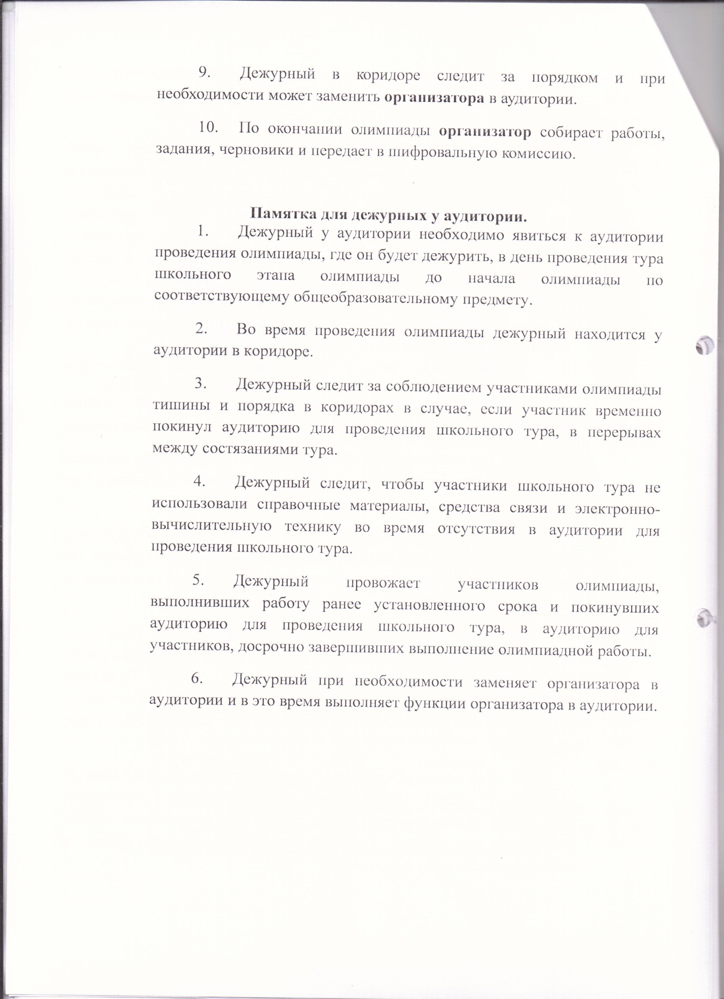 9. Дежурный в коридоре следит за порядком и при
необходимости может заменить организатора в аудитории.
10. По окончании олимпиады организатор собирает работы,
задания, черновики и передает в шифровальную комиссию.
Памятка для дежурных у аудитории.
1. Дежурный у аудитории необходимо явиться к аудитории
проведения олимпиады, где он будет дежурить, в день проведения тура
школьного этапа олимпиады до начала олимпиады по
соответствующему общеобразовательному предмету.
2. Во время проведения олимпиады дежурный находится у
аудитории в коридоре.
3. Дежурный следит за соблюдением участниками олимпиады
тишины и порядка в коридорах в случае, если участник временно
покинул аудиторию для проведения школьного тура, в перерывах
между состязаниями тура.
4. Дежурный следит, чтобы участники школьного тура не
использовали справочные материалы, средства связи и электронно-
вычислительную технику во время отсутствия в аудитории для
проведения школьного тура.
5. Дежурный провожает участников олимпиады,
выполнивших работу ранее установленного срока и покинувших
аудиторию для проведения школьного тура, в аудиторию для
участников, досрочно завершивших выполнение олимпиадной работы.
6. Дежурный при необходимости заменяет организатора в
аудитории и в это время выполняет функции организатора в аудитории.